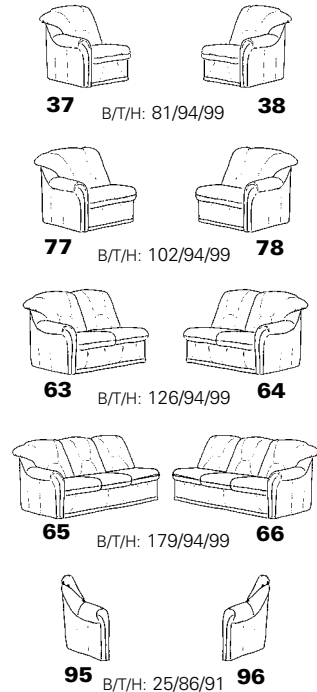 37 B/T/H: 81/94/99 38
77 B/T/H: 102/94/99 78
63 B/T/H: 126/94/99 64
65 B/T/H: 179/94/99 66
95 B/T/H: 25/86/91 96